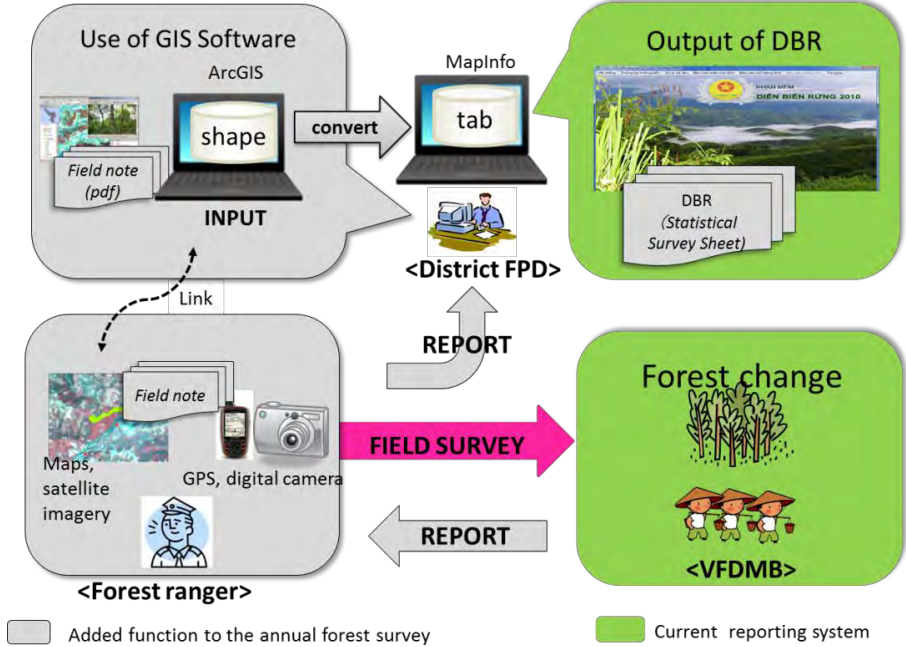 Use of GIS Software
ArcGIS
shape
Field note
(pdf)
INPUT
convert
MapInfo
tab
<District FPD>
Output of DBR
PHẦN MỀM
DIỄN BIẾN RỪNG 2010
DBR
(Statistical
Survey Sheet)
Link
REPORT
Field note
Maps,
satellite
imagery
GPS, digital camera
<Forest ranger>
FIELD SURVEY
REPORT
Forest change
<VFDMB>
Added function to the annual forest survey
Current reporting system